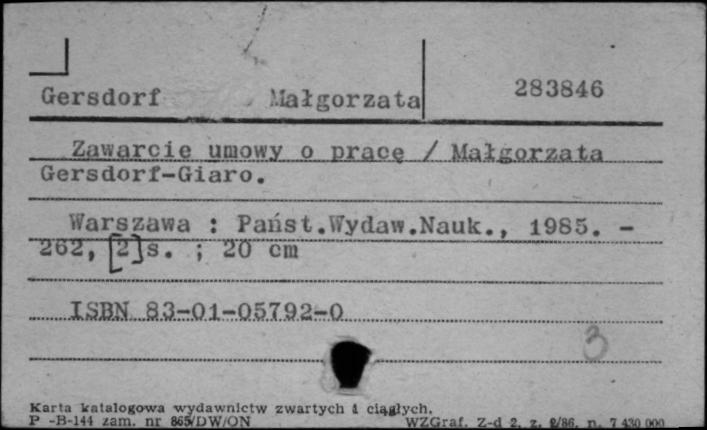 Gersdorf Małgorzata 283846
Zawarcie umowy o pracę / Małgorzata
Gersdorf-Giaro.
Warszawa : Państ.Wydaw.Nauk., 1985. -
262, [2]s. ; 20 cm
ISBN 83-01-05792-0
3
Karta katalogowa wydawnictw zwartych i ciągłych.
P -B-144 zam. nr 865/DW/ON WZGraf. Z-d 2, z. 2/86, n. 7 430 000